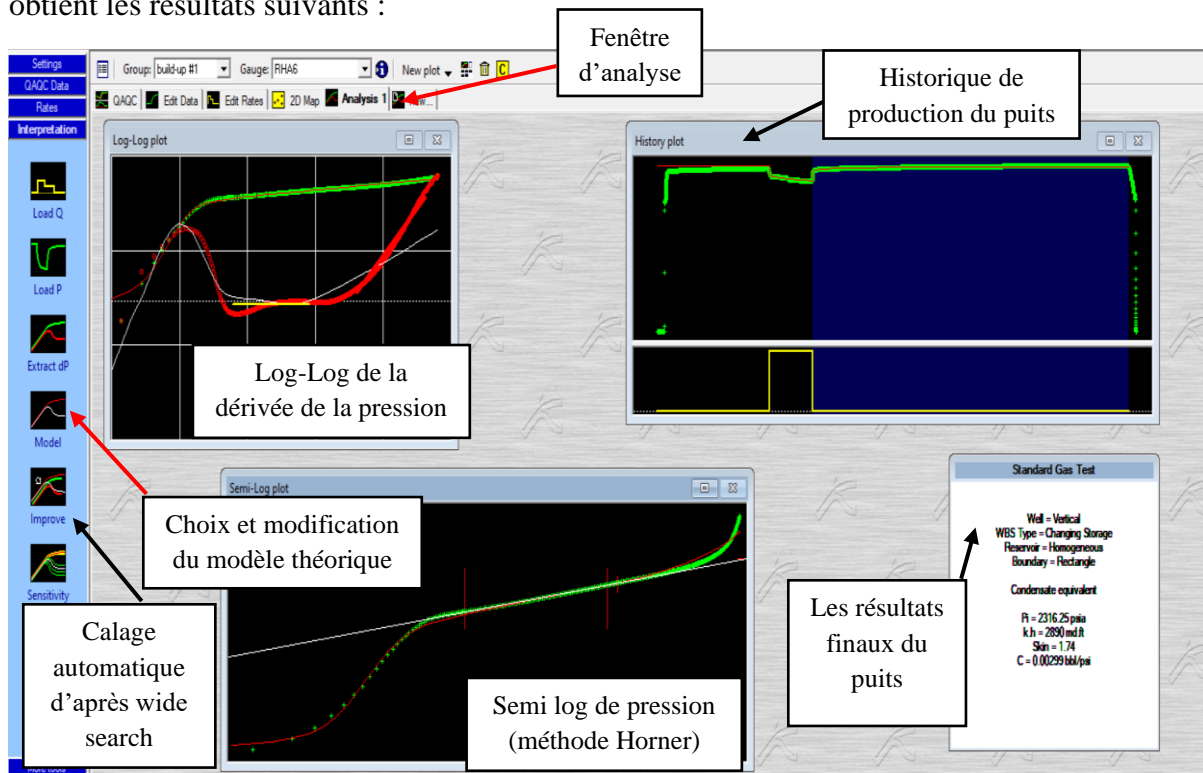 obtient les résultats suivants :
Fenêtre
d'analyse
Historique de
production du puits
Settings
QAQC Data
Rates
Interpretation
Group: build-up #1 Gauge: RHA6 New plot
QAQC Edit Data Edit Rates 2D Map Analysis 1
Log-Log plot
History plot
Load Q
Load P
Extract dP
Model
Improve
Sensitivity
Log-Log de la
dérivée de la pression
Choix et modification
du modèle théorique
Calage
automatique
d'après wide
search
Semi-Log plot
Semi log de pression
(méthode Horner)
Les résultats
finaux du
puits
Standard Gas Test
Well = Vertical
WBS Type = Changing Storage
Reservoir = Homogeneous
Boundary = Rectangle
Condensate equivalent
Pi = 2316.25 psia
k.h = 2890 md.ft
Skin = 1.74
C = 0.00299 bbl/psi
More tools